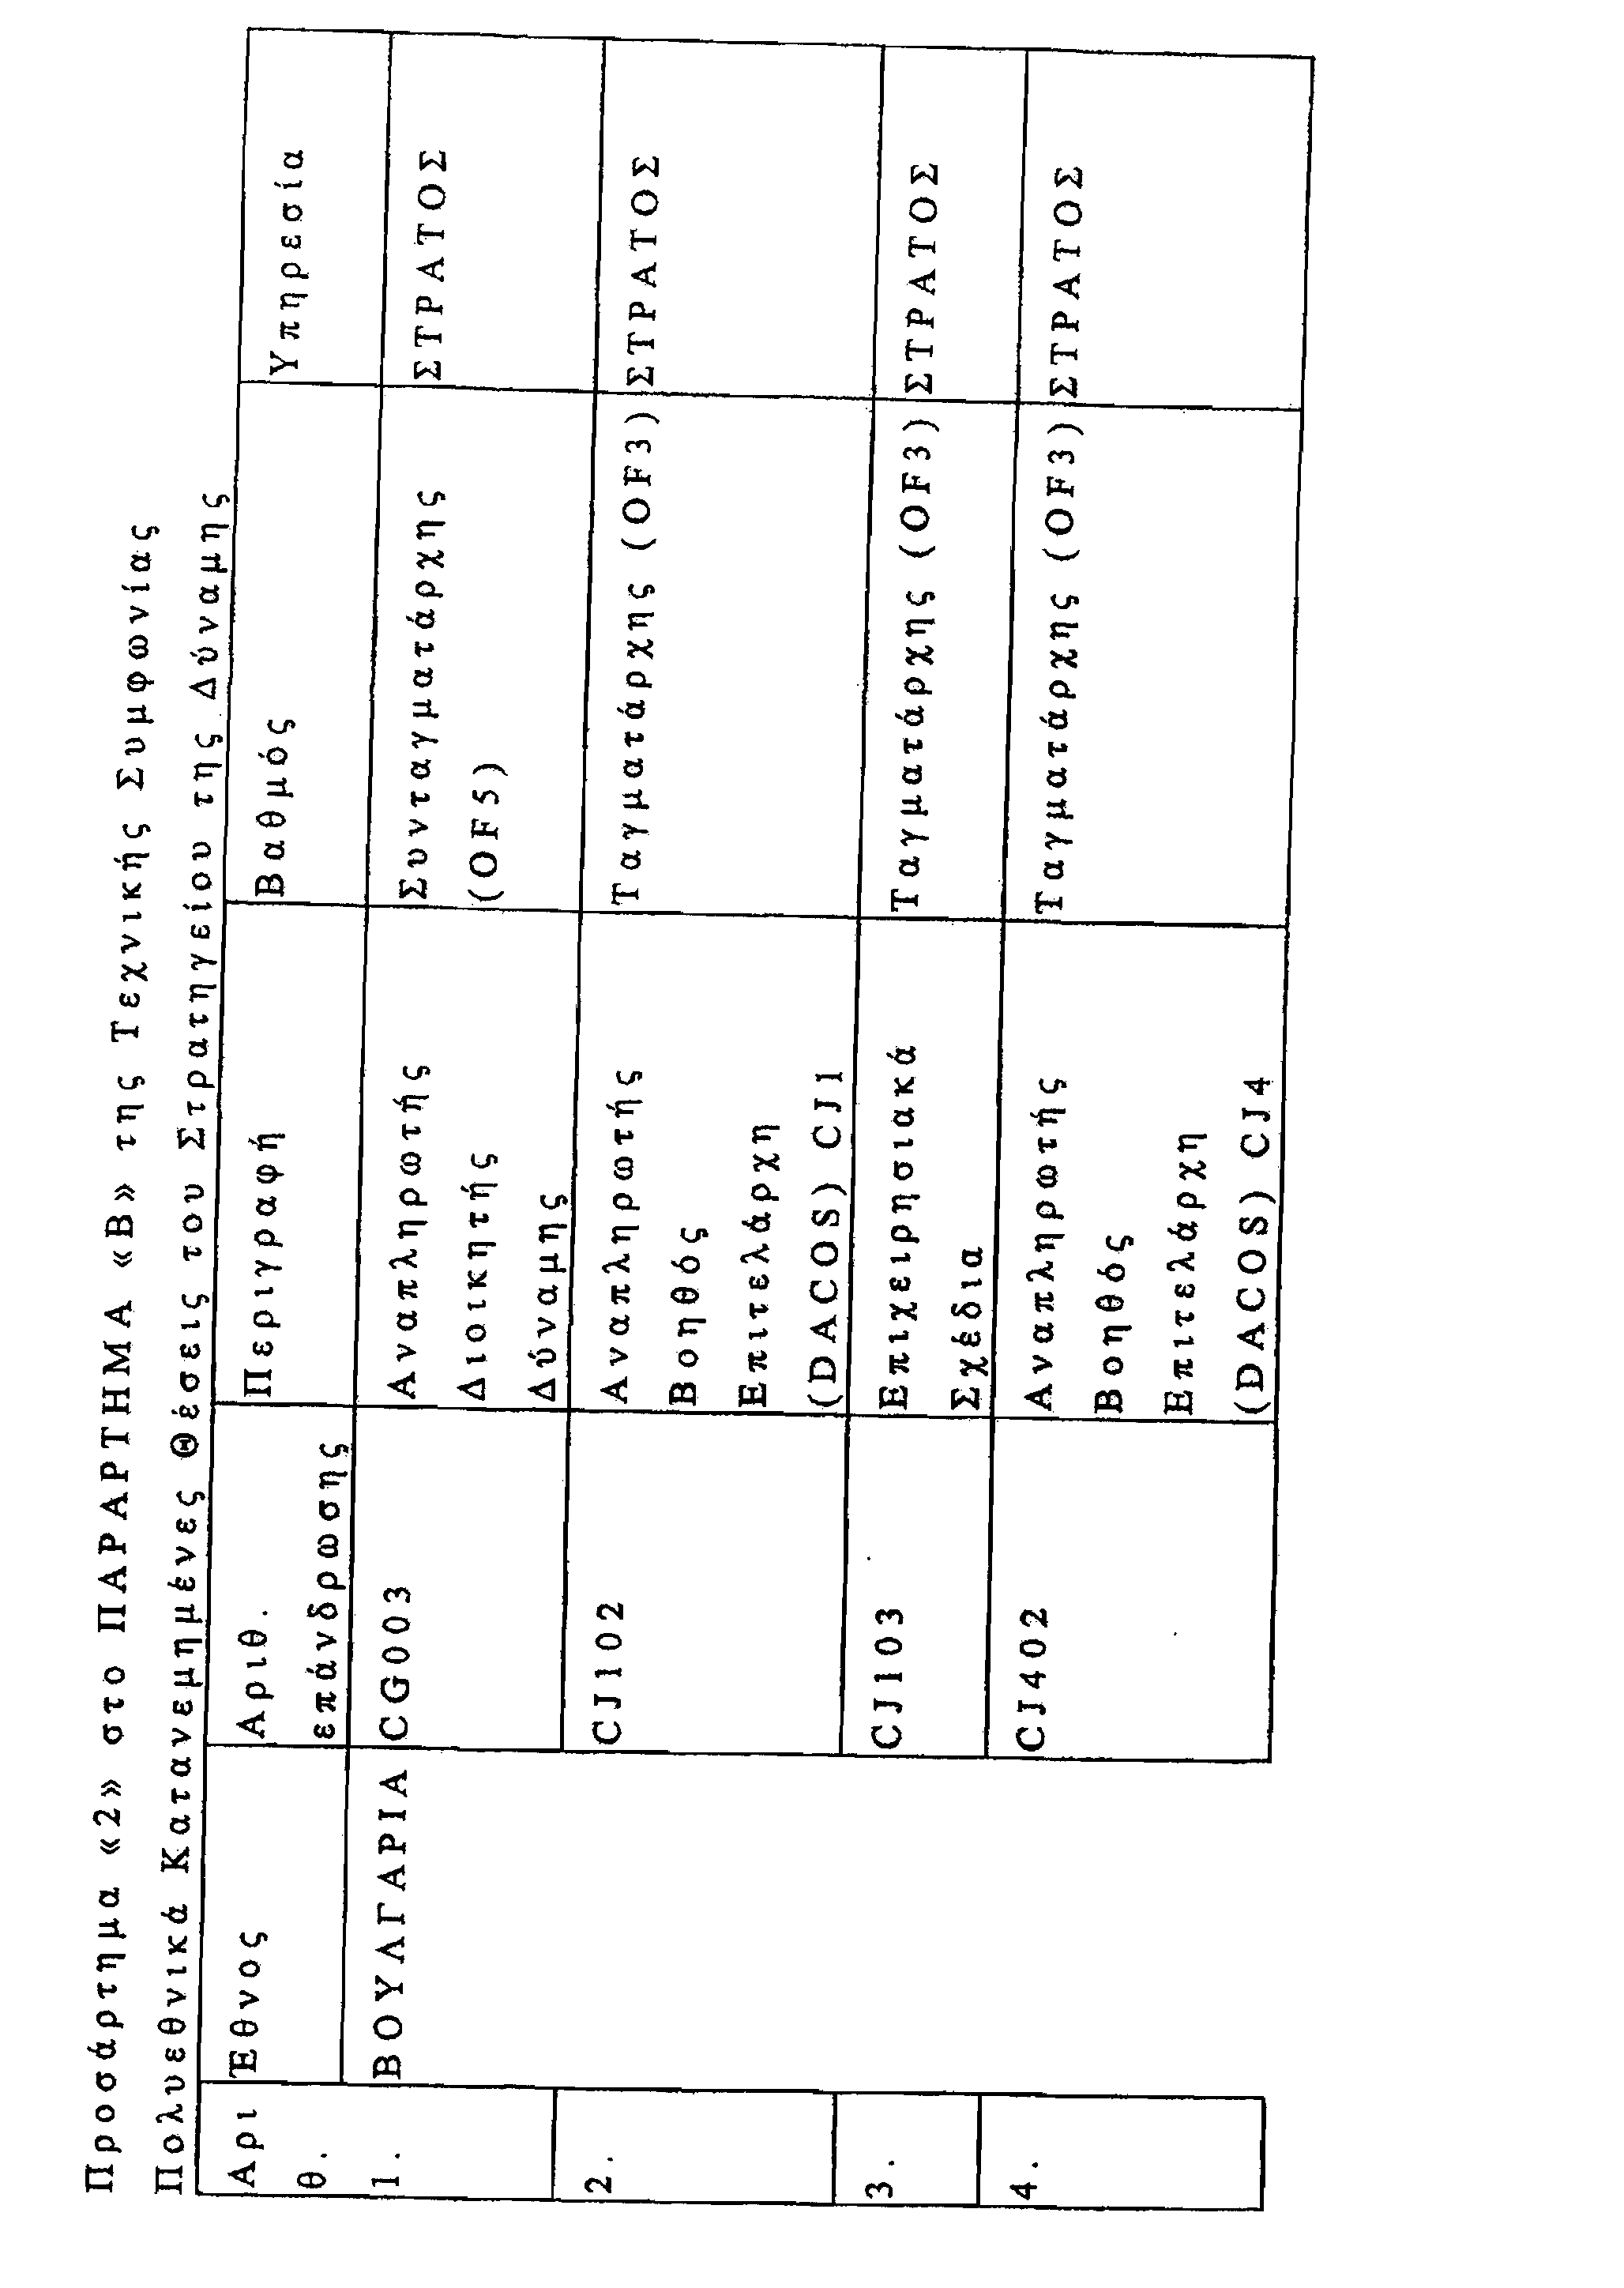 Προσάρτημα «2» στο ΠΑΡΑΡΤΗΜΑ «Β» της Τεχνικής Συμφωνίας
Πολυεθνικά Κατανεμημένες Θέσεις του Στρατηγείου της Δύναμης
Αρι
θ.
Έθνος
Αριθ.
επάνδρωσης
Περιγραφή
Βαθμός
Υπηρεσία
1.
ΒΟΥΛΓΑΡΙΑ
CG003
Αναπληρωτής
Διοικητής
Δύναμης
Συνταγματάρχης
(OF5)
ΣΤΡΑΤΟΣ
2.
CJ102
Αναπληρωτής
Βοηθός
Επιτελάρχη
(DACOS) CJ1
Ταγματάρχης (OF3)
ΣΤΡΑΤΟΣ
3.
CJ103
Επιχειρησιακά
Σχέδια
Ταγματάρχης (OF3)
ΣΤΡΑΤΟΣ
4.
CJ402
Αναπληρωτής
Βοηθός
Επιτελάρχη
(DACOS) CJ4
Ταγματάρχης (OF3)
ΣΤΡΑΤΟΣ